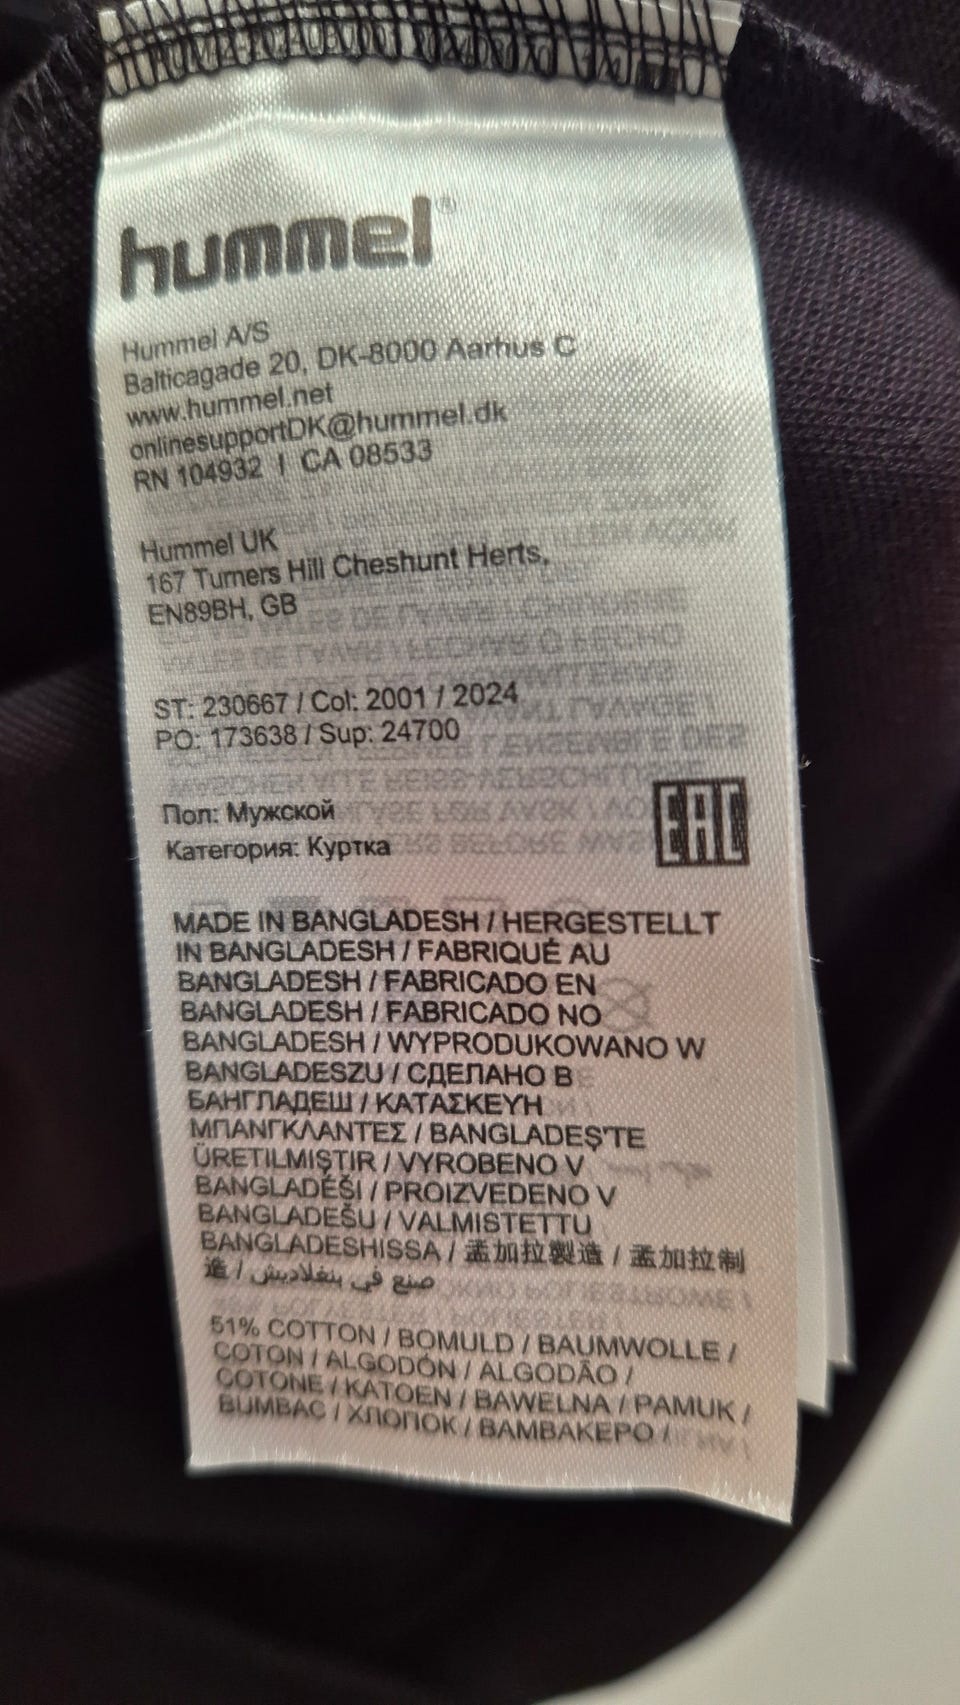 hummel®
Hummel A/S
Balticagade 20, DK-8000 Aarhus C
www.hummel.net
onlinesupportDK@hummel.dk
RN 104932 | CA 08533
Hummel UK
167 Turners Hill Cheshunt Herts,
EN89BH, GB
ST: 230667 / Col: 2001 / 2024
PO: 173638 / Sup: 24700
Пол: Мужской
Категория: Куртка
EAC
MADE IN BANGLADESH / HERGESTELLT
IN BANGLADESH / FABRIQUÉ AU
BANGLADESH / FABRICADO EN
BANGLADESH / FABRICADO NO
BANGLADESH / WYPRODUKOWANO W
BANGLADESZU / СДЕЛАНО В
БАНГЛАДЕШ / ΚΑΤΑΣΚΕΥΗ
ΜΠΑΝΓΚΛΑΝΤΕΣ / BANGLADEŞ'TE
ÜRETILMIŞTIR / VYROBENO V
BANGLADÉŠI / PROIZVEDENO V
BANGLADEŠU / VALMISTETTU
BANGLADESHISSA / 孟加拉製造 / 孟加拉制
造 / صنع في بنغلاديش
51% COTTON / BOMULD / BAUMWOLLE /
COTON / ALGODÓN / ALGODÃO /
COTONE / KATOEN / BAWEŁNA / PAMUK /
BUMBAC / ХЛОПОК / ΒΑΜΒΑΚΕΡΟ /